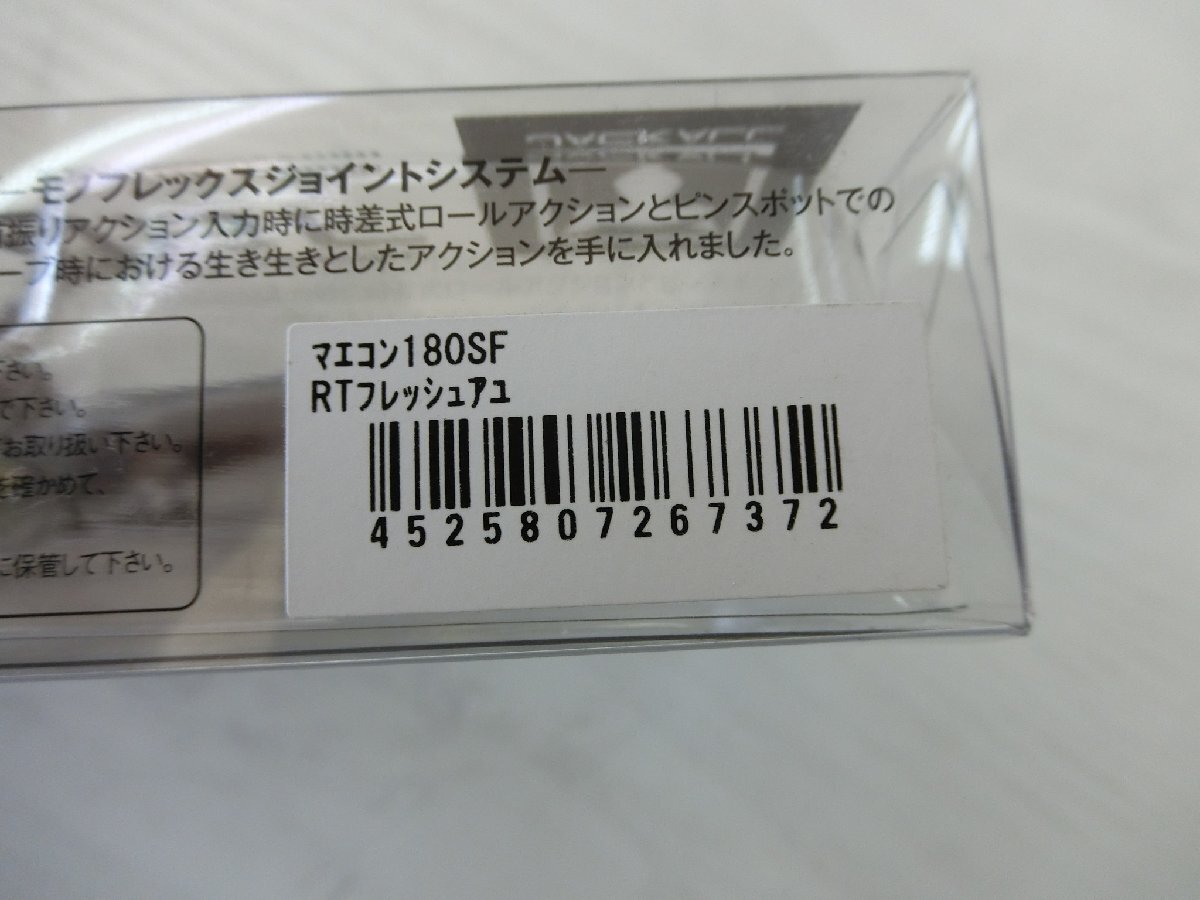 ―モノフレックスジョイントシステム―
振りアクション入力時に時差式ロールアクションとピンスポットでの
ープ時における生き生きとしたアクションを手に入れました。
下さい。
で下さい。
お取り扱い下さい。
を確かめて、
に保管して下さい。
マエコン180SF
RTフレッシュアユ
4525807267372